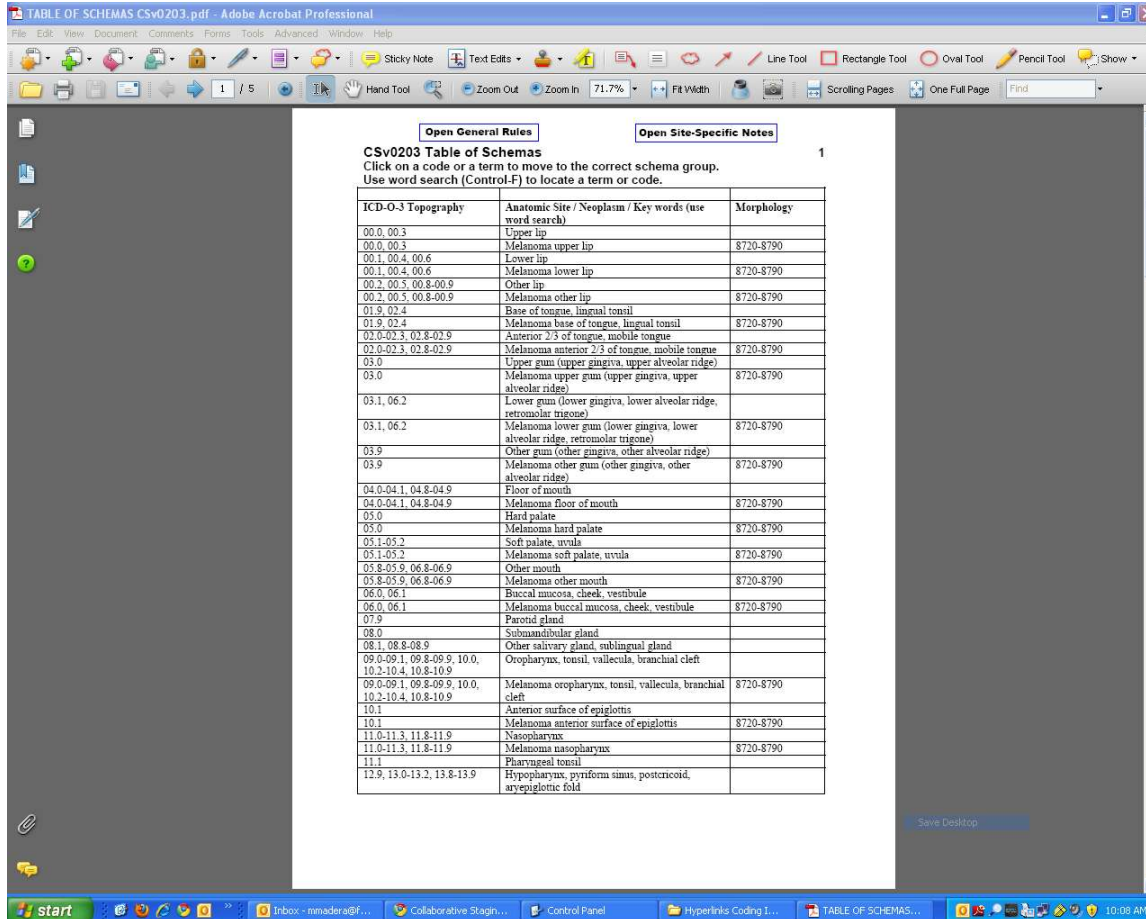 TABLE OF SCHEMAS CSv0203.pdf - Adobe Acrobat Professional
File Edit View Document Comments Forms Tools Advanced Window Help
Sticky Note Text Edits Line Tool Rectangle Tool Oval Tool Pencil Tool Show
1 / 5 Hand Tool Zoom Out Zoom In 71.7% Fit Width Scrolling Pages One Full Page Find
Open General Rules Open Site-Specific Notes
CSv0203 Table of Schemas 1
Click on a code or a term to move to the correct schema group.
Use word search (Control-F) to locate a term or code.
ICD-O-3 Topography Anatomic Site / Neoplasm / Key words (use Morphology
word search)
00.0, 00.3 Upper lip
00.0, 00.3 Melanoma upper lip 8720-8790
00.1, 00.4, 00.6 Lower lip
00.1, 00.4, 00.6 Melanoma lower lip 8720-8790
00.2, 00.5, 00.8-00.9 Other lip
00.2, 00.5, 00.8-00.9 Melanoma other lip 8720-8790
01.9, 02.4 Base of tongue, lingual tonsil
01.9, 02.4 Melanoma base of tongue, lingual tonsil 8720-8790
02.0-02.3, 02.8-02.9 Anterior 2/3 of tongue, mobile tongue
02.0-02.3, 02.8-02.9 Melanoma anterior 2/3 of tongue, mobile tongue 8720-8790
03.0 Upper gum (upper gingiva, upper alveolar ridge)
03.0 Melanoma upper gum (upper gingiva, upper 8720-8790
alveolar ridge)
03.1, 06.2 Lower gum (lower gingiva, lower alveolar ridge,
retromolar trigone)
03.1, 06.2 Melanoma lower gum (lower gingiva, lower 8720-8790
alveolar ridge, retromolar trigone)
03.9 Other gum (other gingiva, other alveolar ridge)
03.9 Melanoma other gum (other gingiva, other 8720-8790
alveolar ridge)
04.0-04.1, 04.8-04.9 Floor of mouth
04.0-04.1, 04.8-04.9 Melanoma floor of mouth 8720-8790
05.0 Hard palate
05.0 Melanoma hard palate 8720-8790
05.1-05.2 Soft palate, uvula
05.1-05.2 Melanoma soft palate, uvula 8720-8790
05.8-05.9, 06.8-06.9 Other mouth
05.8-05.9, 06.8-06.9 Melanoma other mouth 8720-8790
06.0, 06.1 Buccal mucosa, cheek, vestibule
06.0, 06.1 Melanoma buccal mucosa, cheek, vestibule 8720-8790
07.9 Parotid gland
08.0 Submandibular gland
08.1, 08.8-08.9 Other salivary gland, sublingual gland
09.0-09.1, 09.8-09.9, 10.0, Oropharynx, tonsil, vallecula, branchial cleft
10.2-10.4, 10.8-10.9
09.0-09.1, 09.8-09.9, 10.0, Melanoma oropharynx, tonsil, vallecula, branchial 8720-8790
10.2-10.4, 10.8-10.9 cleft
10.1 Anterior surface of epiglottis
10.1 Melanoma anterior surface of epiglottis 8720-8790
11.0-11.3, 11.8-11.9 Nasopharynx
11.0-11.3, 11.8-11.9 Melanoma nasopharynx 8720-8790
11.1 Pharyngeal tonsil
12.9, 13.0-13.2, 13.8-13.9 Hypopharynx, pyriform sinus, postcricoid,
aryepiglottic fold
Save Desktop
start Inbox - mmadera@f... Collaborative Stagin... Control Panel Hyperlinks Coding I... TABLE OF SCHEMAS... 10:08 AM